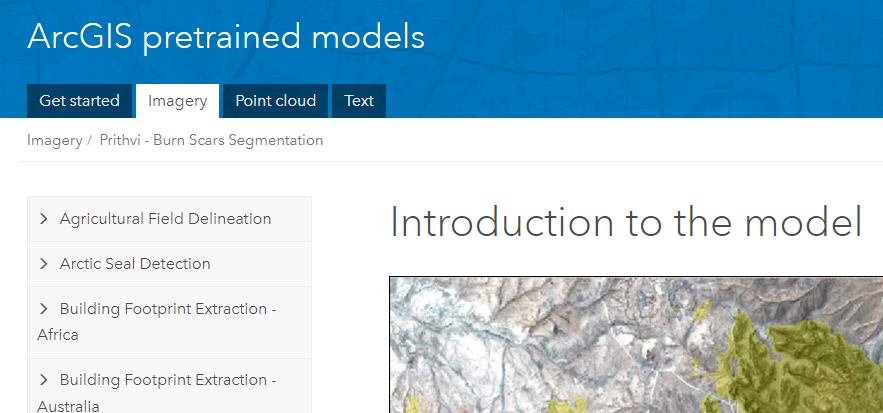 ArcGIS pretrained models
Get started Imagery Point cloud Text
Imagery / Prithvi - Burn Scars Segmentation
Agricultural Field Delineation
Arctic Seal Detection
Building Footprint Extraction -
Africa
Building Footprint Extraction -
Australia
Introduction to the model